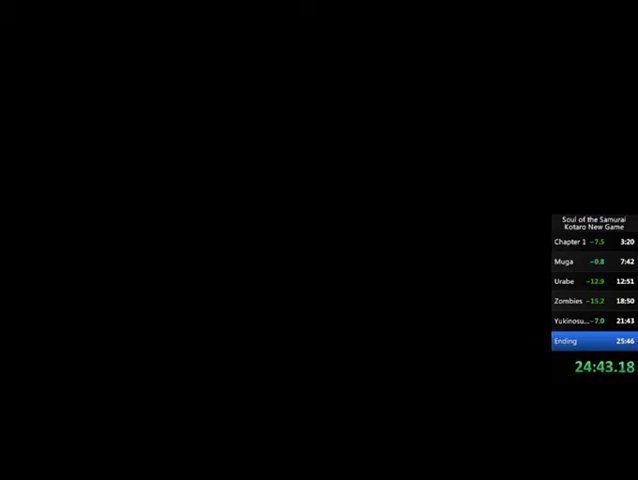 Soul of the Samurai
Kotaro New Game
Chapter 1 -7.5 3:20
Muga -0.8 7:42
Urabe -12.9 12:51
Zombies -15.2 18:50
Yukinosu... -7.0 21:43
Ending 25:46
24:43.18